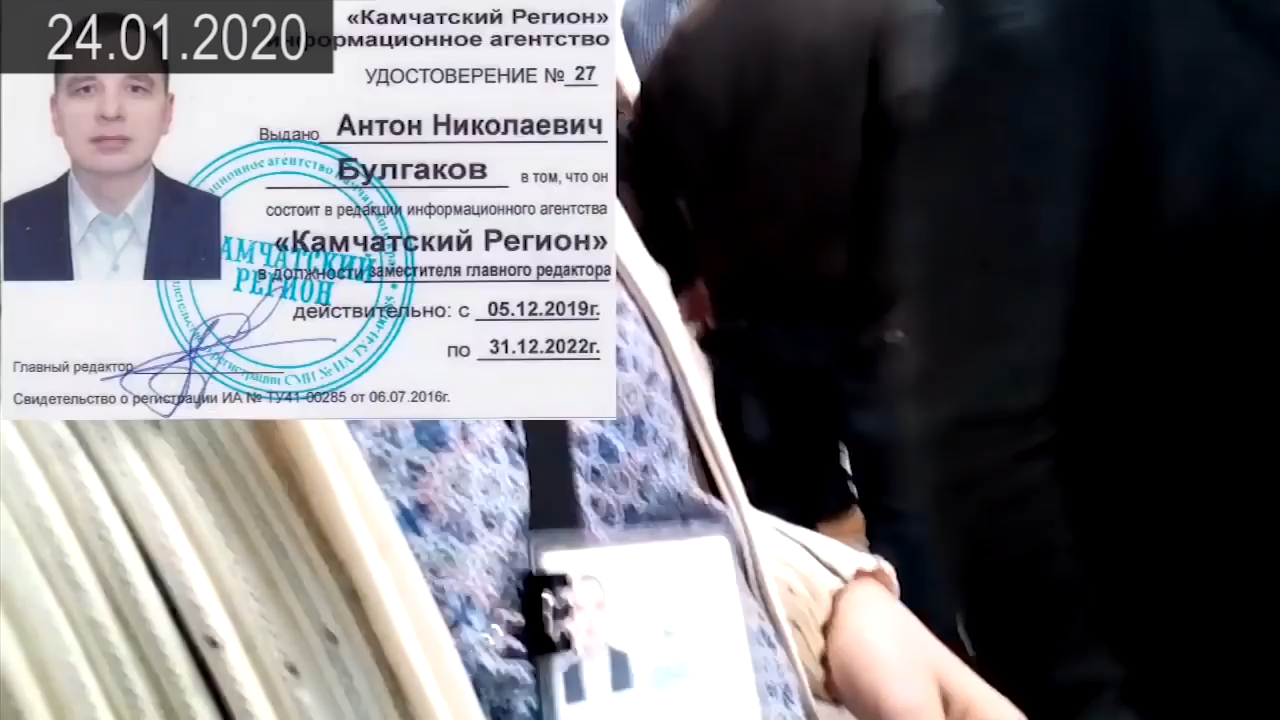 24.01.2020
«Камчатский Регион»
информационное агентство
УДОСТОВЕРЕНИЕ № 27
Выдано Антон Николаевич
Булгаков в том, что он
состоит в редакции информационного агентства
«Камчатский Регион»
в должности заместителя главного редактора
действительно: с 05.12.2019г.
по 31.12.2022г.
КАМЧАТСКИЙ
РЕГИОН
Главный редактор
Свидетельство о регистрации ИА № ТУ41-00285 от 06.07.2016г.